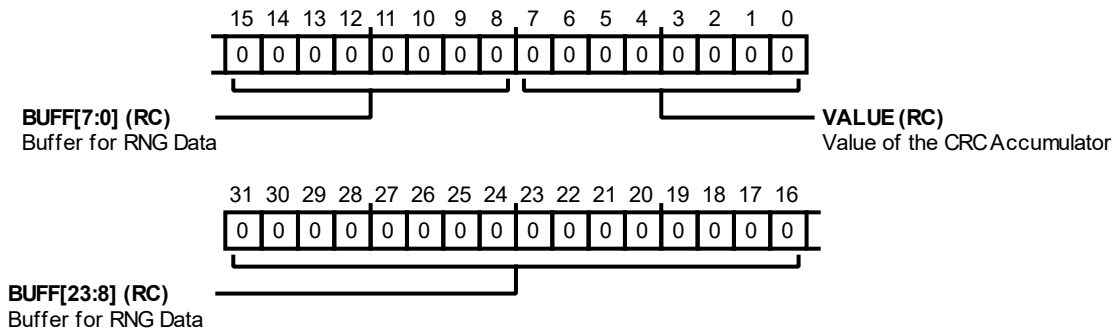 15 14 13 12 11 10 9 8 7 6 5 4 3 2 1 0
0 0 0 0 0 0 0 0 0 0 0 0 0 0 0 0
BUFF[7:0] (RC) VALUE (RC)
Buffer for RNG Data Value of the CRC Accumulator
31 30 29 28 27 26 25 24 23 22 21 20 19 18 17 16
0 0 0 0 0 0 0 0 0 0 0 0 0 0 0 0
BUFF[23:8] (RC)
Buffer for RNG Data